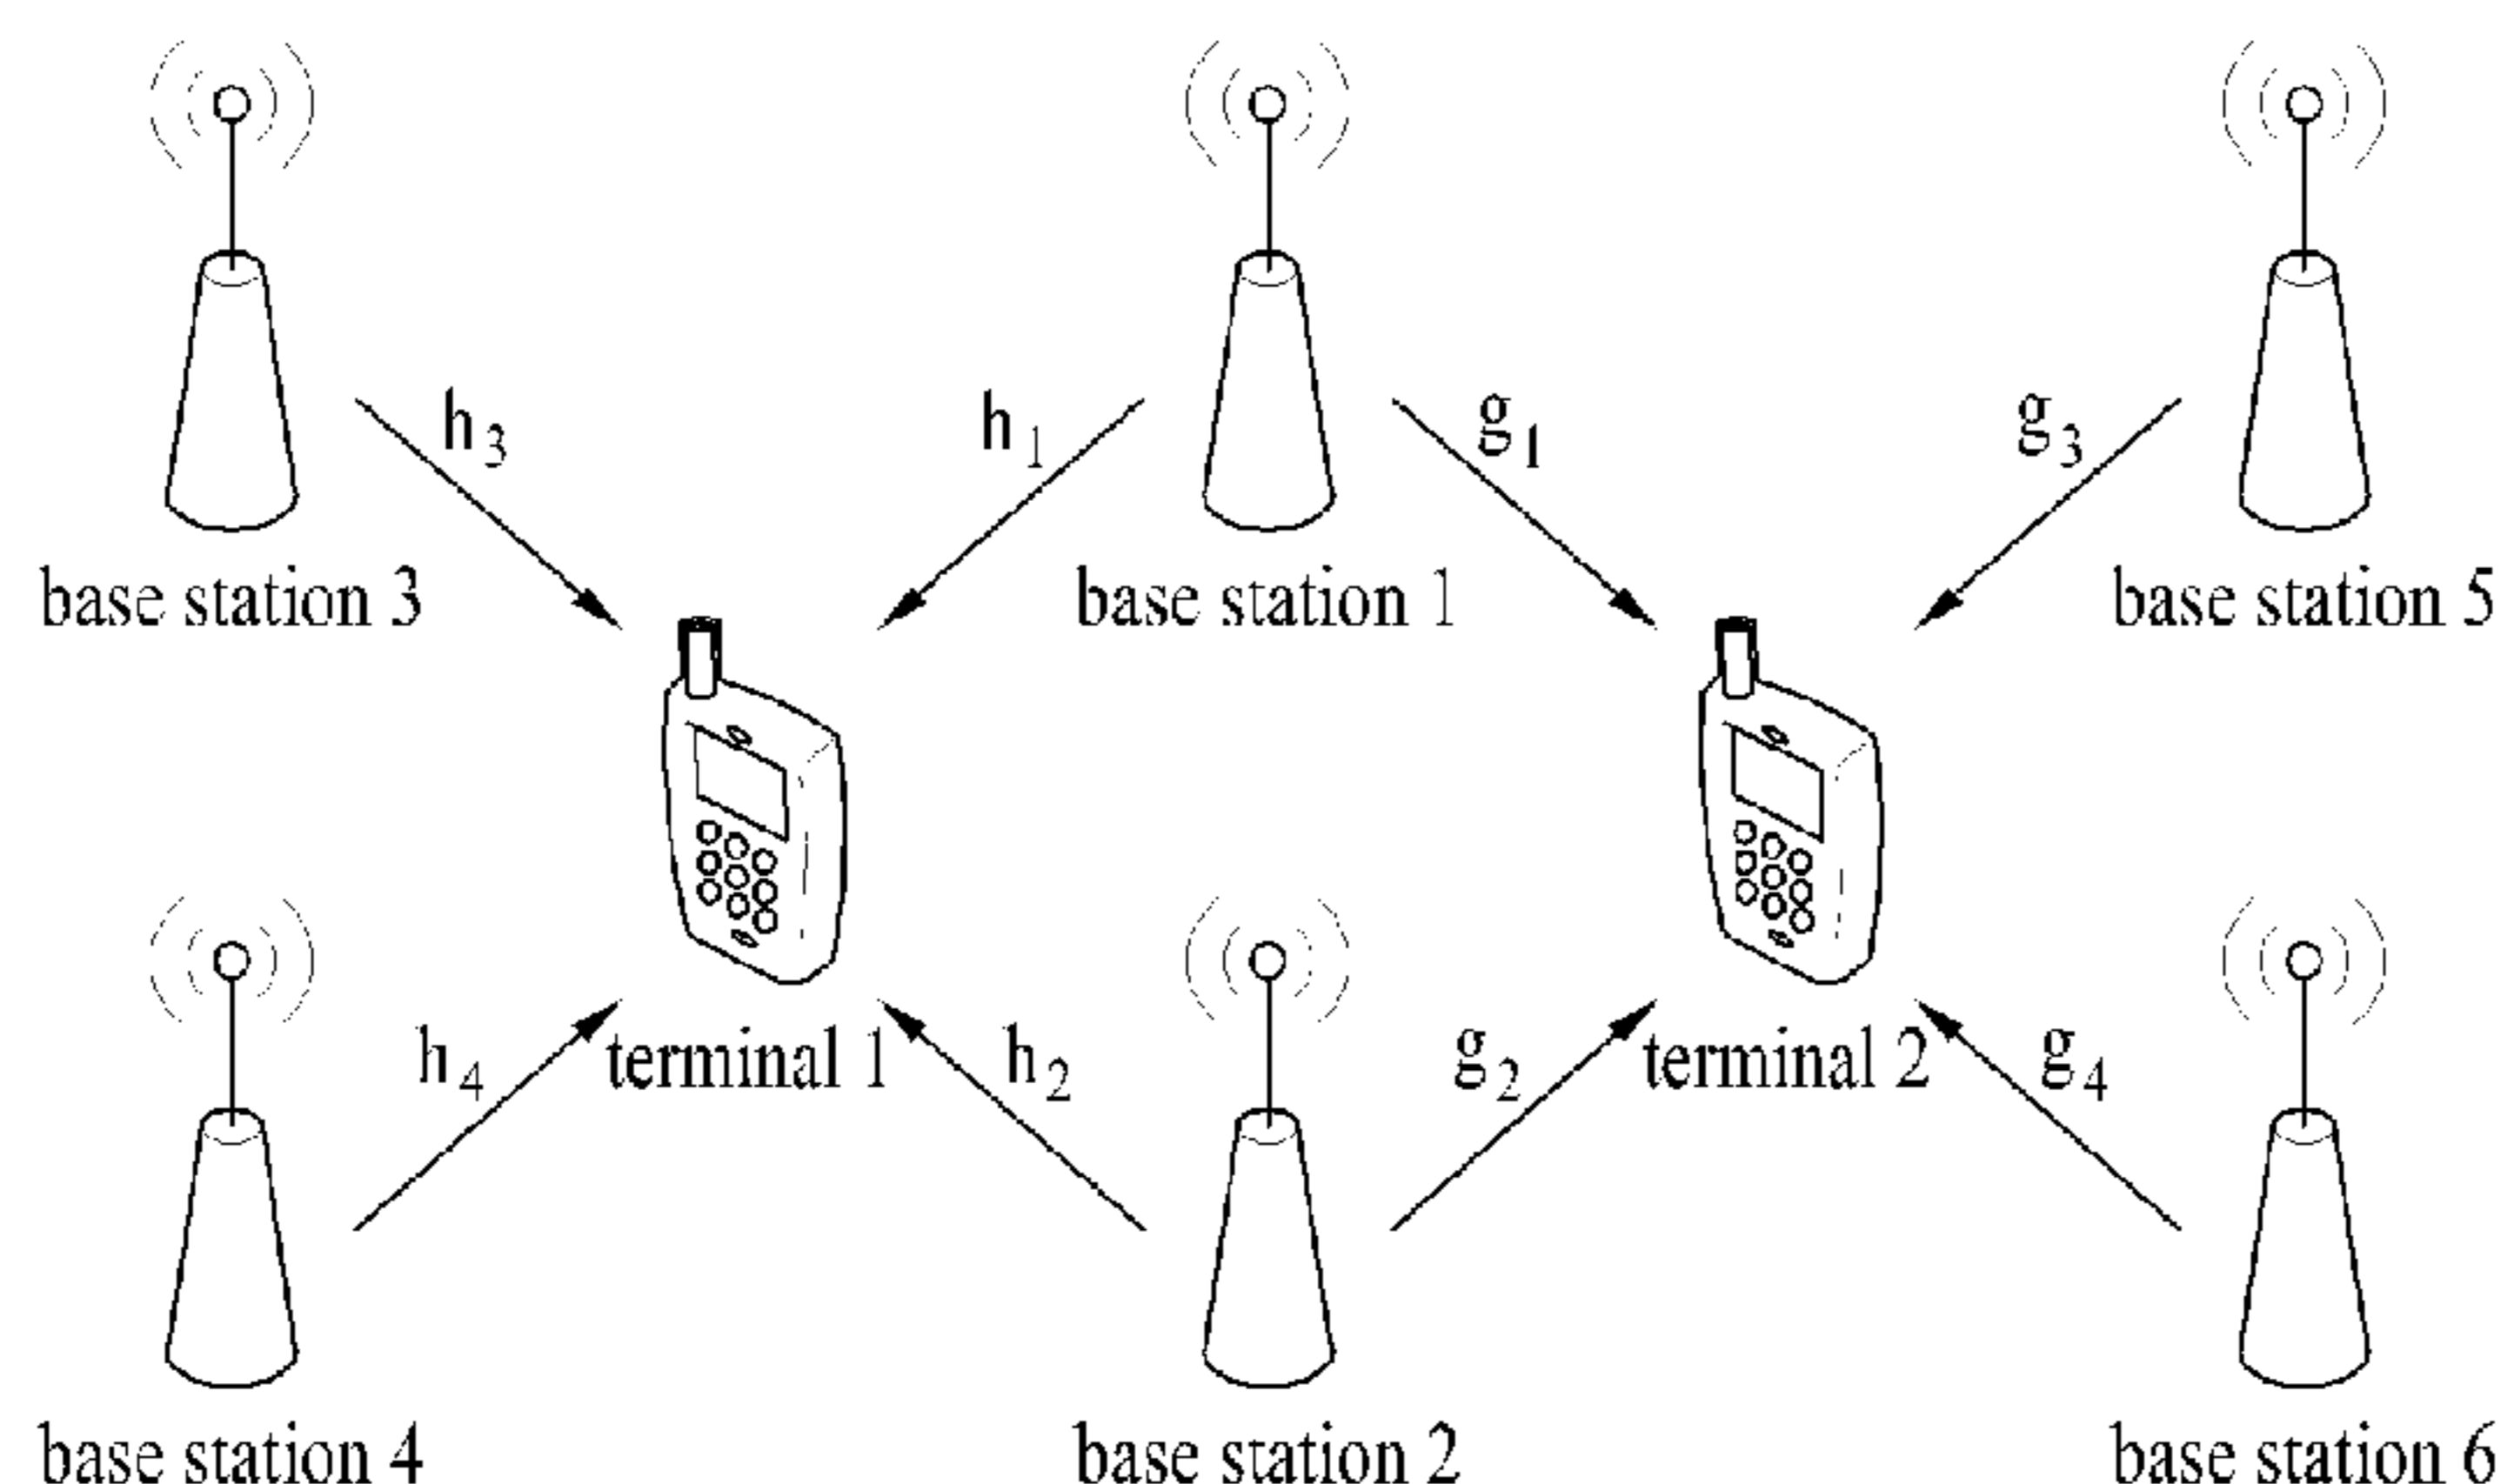 h3
h1
g1
g3
base station 3
base station 1
base station 5
h4
terminal 1
h2
g2
terminal 2
g4
base station 4
base station 2
base station 6